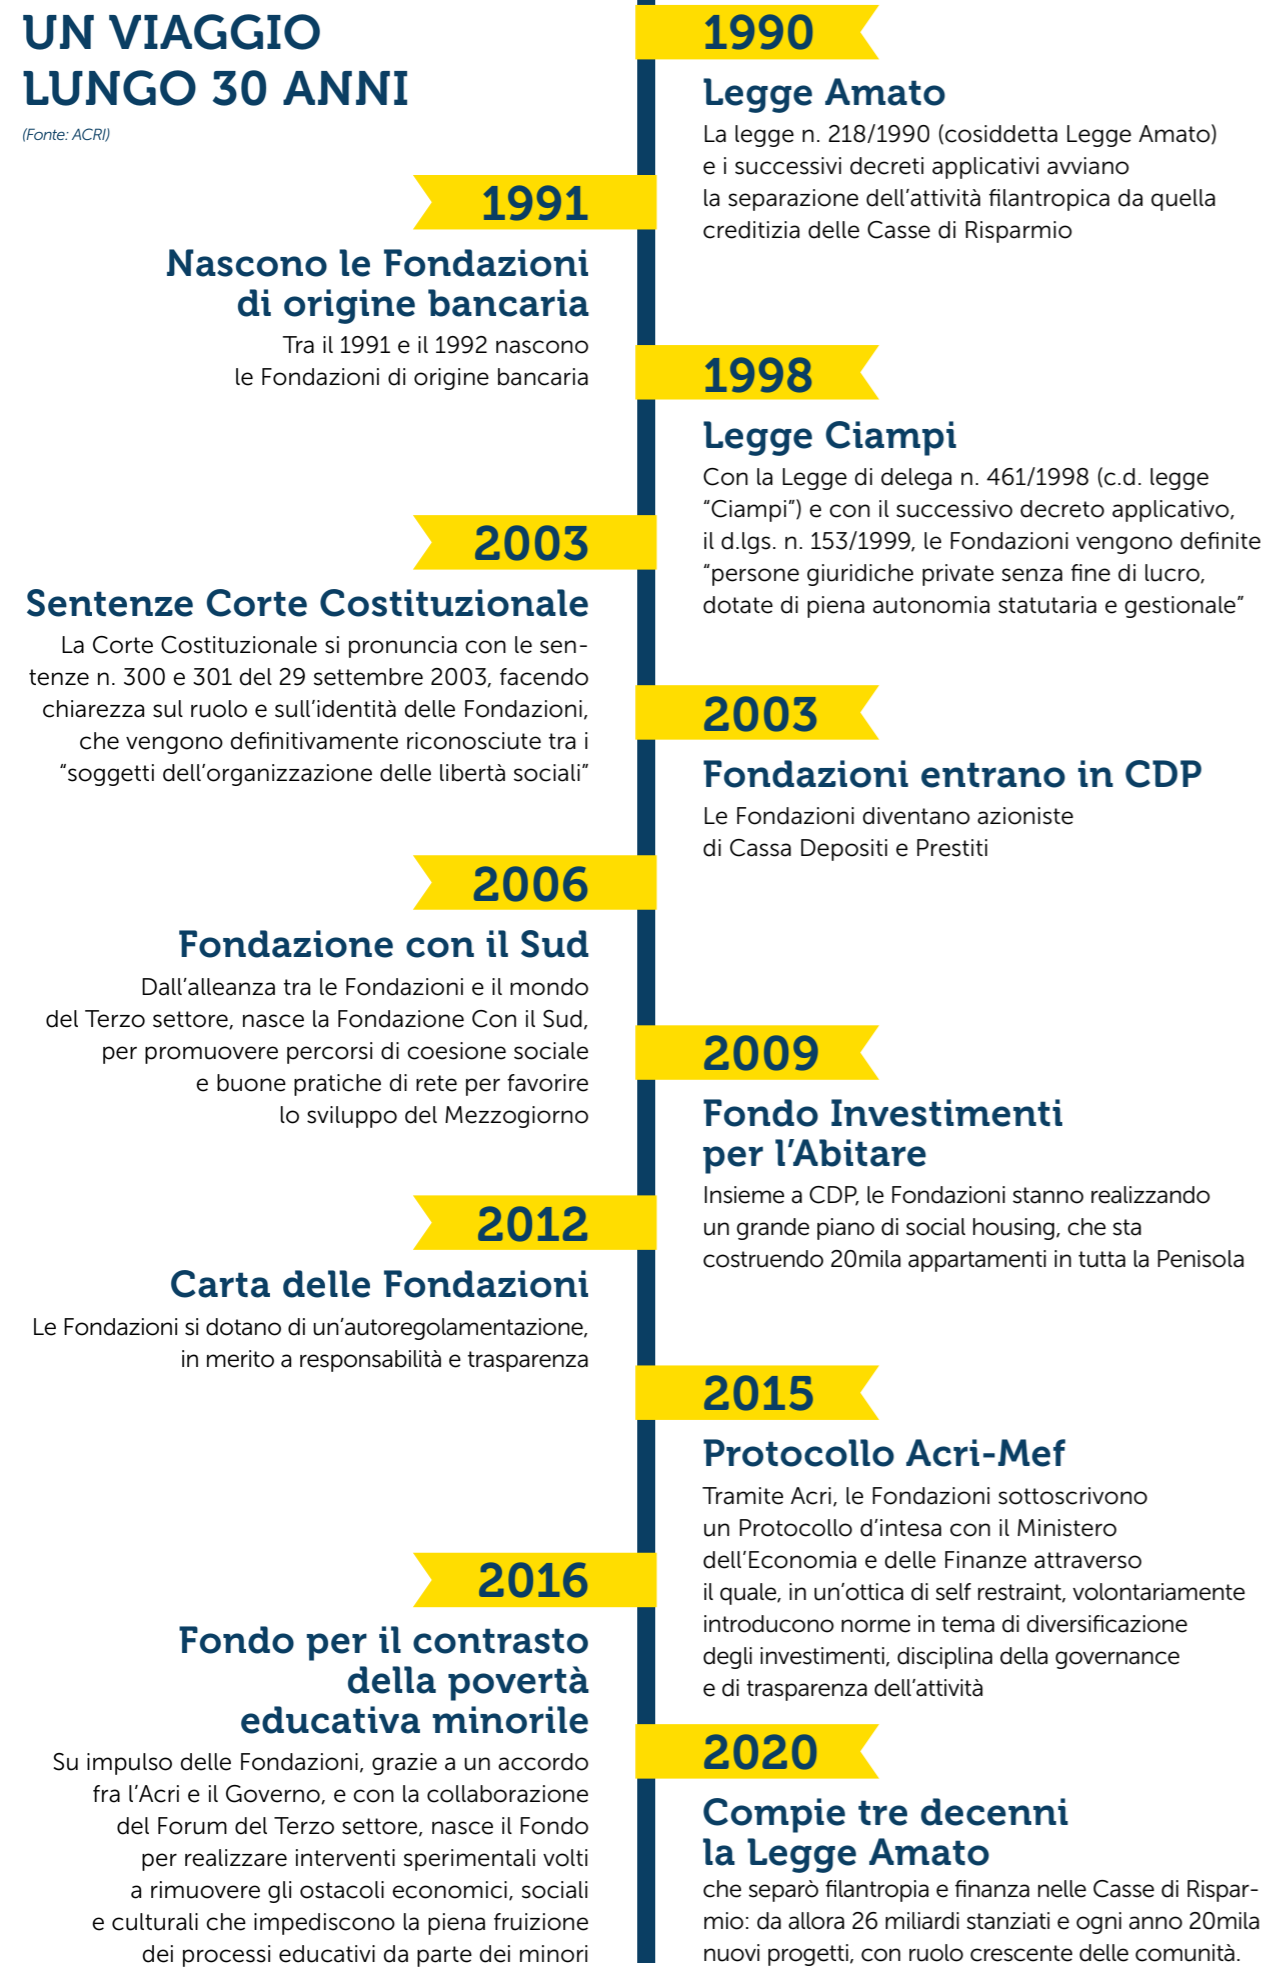 UN VIAGGIO
LUNGO 30 ANNI
(Fonte: ACRI)
1990
Legge Amato
La legge n. 218/1990 (cosiddetta Legge Amato)
e i successivi decreti applicativi avviano
la separazione dell'attività filantropica da quella
creditizia delle Casse di Risparmio
1991
Nascono le Fondazioni
di origine bancaria
Tra il 1991 e il 1992 nascono
le Fondazioni di origine bancaria
1998
Legge Ciampi
Con la Legge di delega n. 461/1998 (c.d. legge
"Ciampi") e con il successivo decreto applicativo,
il d.lgs. n. 153/1999, le Fondazioni vengono definite
"persone giuridiche private senza fine di lucro,
dotate di piena autonomia statutaria e gestionale"
2003
Sentenze Corte Costituzionale
La Corte Costituzionale si pronuncia con le sen-
tenze n. 300 e 301 del 29 settembre 2003, facendo
chiarezza sul ruolo e sull'identità delle Fondazioni,
che vengono definitivamente riconosciute tra i
"soggetti dell'organizzazione delle libertà sociali"
2003
Fondazioni entrano in CDP
Le Fondazioni diventano azioniste
di Cassa Depositi e Prestiti
2006
Fondazione con il Sud
Dall'alleanza tra le Fondazioni e il mondo
del Terzo settore, nasce la Fondazione Con il Sud,
per promuovere percorsi di coesione sociale
e buone pratiche di rete per favorire
lo sviluppo del Mezzogiorno
2009
Fondo Investimenti
per l'Abitare
Insieme a CDP, le Fondazioni stanno realizzando
un grande piano di social housing, che sta
costruendo 20mila appartamenti in tutta la Penisola
2012
Carta delle Fondazioni
Le Fondazioni si dotano di un'autoregolamentazione,
in merito a responsabilità e trasparenza
2015
Protocollo Acri-Mef
Tramite Acri, le Fondazioni sottoscrivono
un Protocollo d'intesa con il Ministero
dell'Economia e delle Finanze attraverso
il quale, in un'ottica di self restraint, volontariamente
introducono norme in tema di diversificazione
degli investimenti, disciplina della governance
e di trasparenza dell'attività
2016
Fondo per il contrasto
della povertà
educativa minorile
Su impulso delle Fondazioni, grazie a un accordo
fra l'Acri e il Governo, e con la collaborazione
del Forum del Terzo settore, nasce il Fondo
per realizzare interventi sperimentali volti
a rimuovere gli ostacoli economici, sociali
e culturali che impediscono la piena fruizione
dei processi educativi da parte dei minori
2020
Compie tre decenni
la Legge Amato
che separò filantropia e finanza nelle Casse di Rispar-
mio: da allora 26 miliardi stanziati e ogni anno 20mila
nuovi progetti, con ruolo crescente delle comunità.